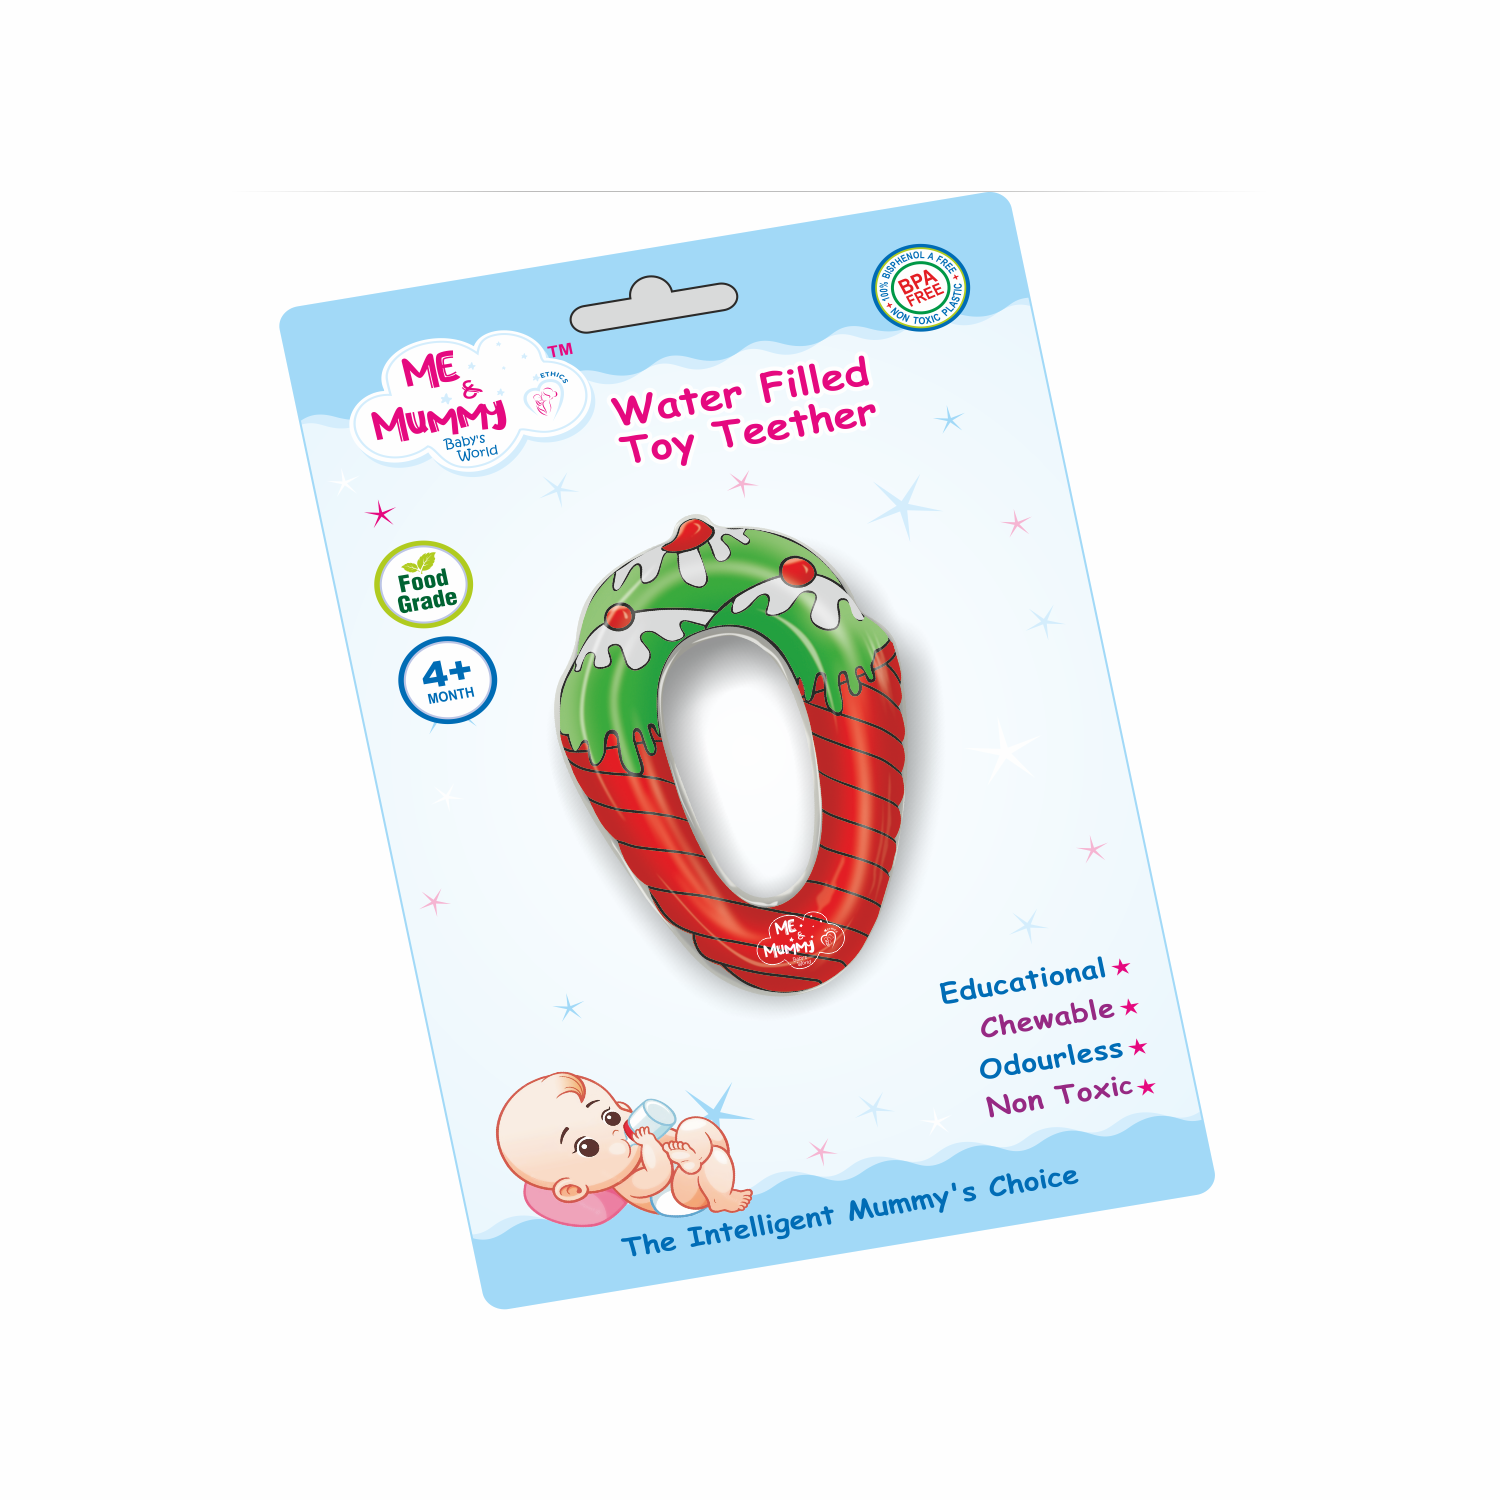 ME
&
MUMMY
Baby's
World
TM
ETHICS
100% BISPHENOL A FREE
BPA
FREE
NON TOXIC PLASTIC
Water Filled
Toy Teether
Food
Grade
4+
MONTH
ME
&
MUMMY
Educational
Chewable
Odourless
Non Toxic
The Intelligent Mummy's Choice